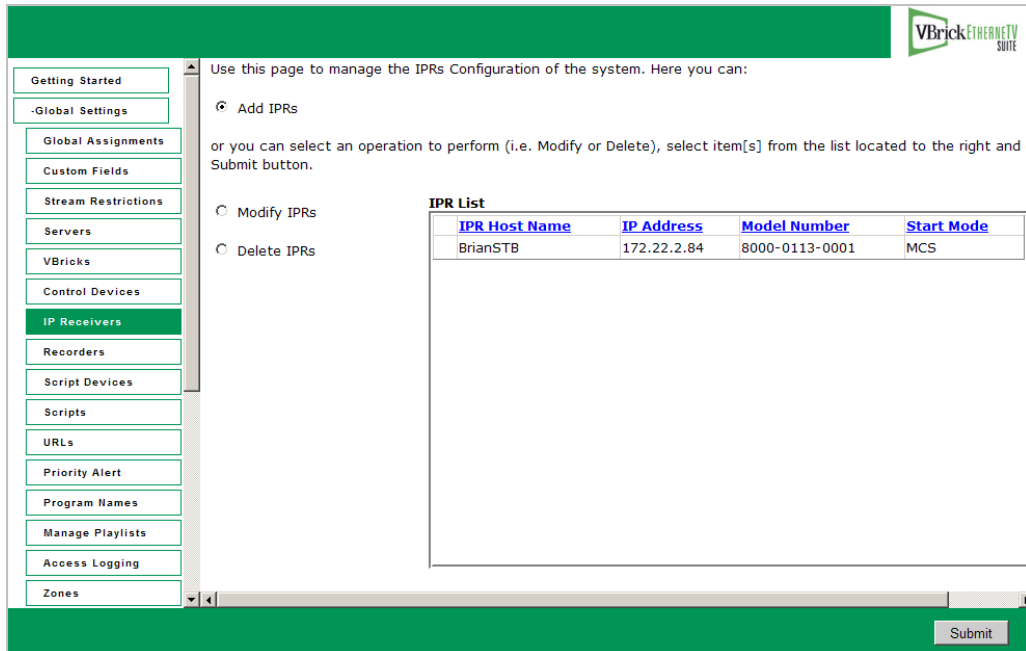 VBrick ETHERNETV
SUITE
Getting Started
-Global Settings
Global Assignments
Custom Fields
Stream Restrictions
Servers
VBricks
Control Devices
IP Receivers
Recorders
Script Devices
Scripts
URLs
Priority Alert
Program Names
Manage Playlists
Access Logging
Zones
Use this page to manage the IPRs Configuration of the system. Here you can:
Add IPRs
or you can select an operation to perform (i.e. Modify or Delete), select item[s] from the list located to the right and
Submit button.
Modify IPRs
Delete IPRs
IPR List
IPR Host Name IP Address Model Number Start Mode
BrianSTB 172.22.2.84 8000-0113-0001 MCS
Submit